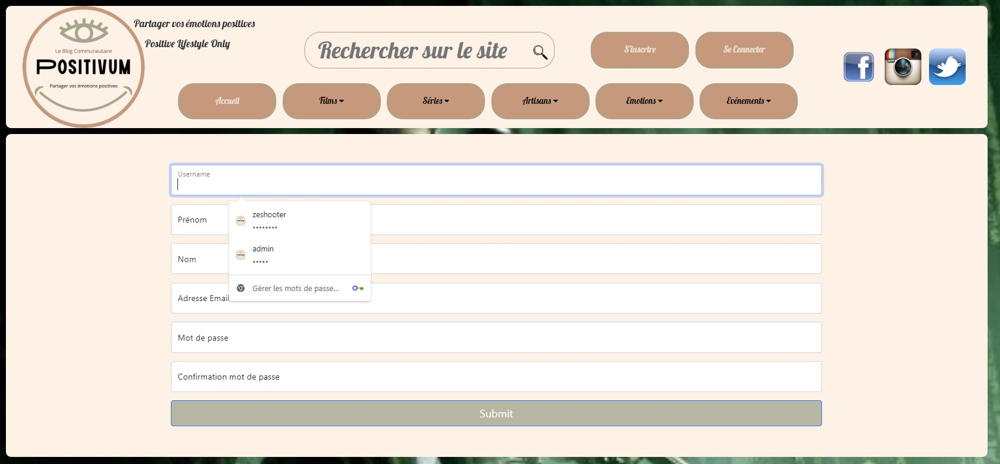 Le Blog Communautaire
POSITIVUM
Partager vos émotions positives
Partager vos émotions positives
Positive Lifestyle Only
Rechercher sur le site
S'inscrire
Se Connecter
Accueil
Films
Séries
Artisans
Emotions
Evénements
Username
zeshooter
••••••••
admin
•••••
Gérer les mots de passe...
Prénom
Nom
Adresse Email
Mot de passe
Confirmation mot de passe
Submit